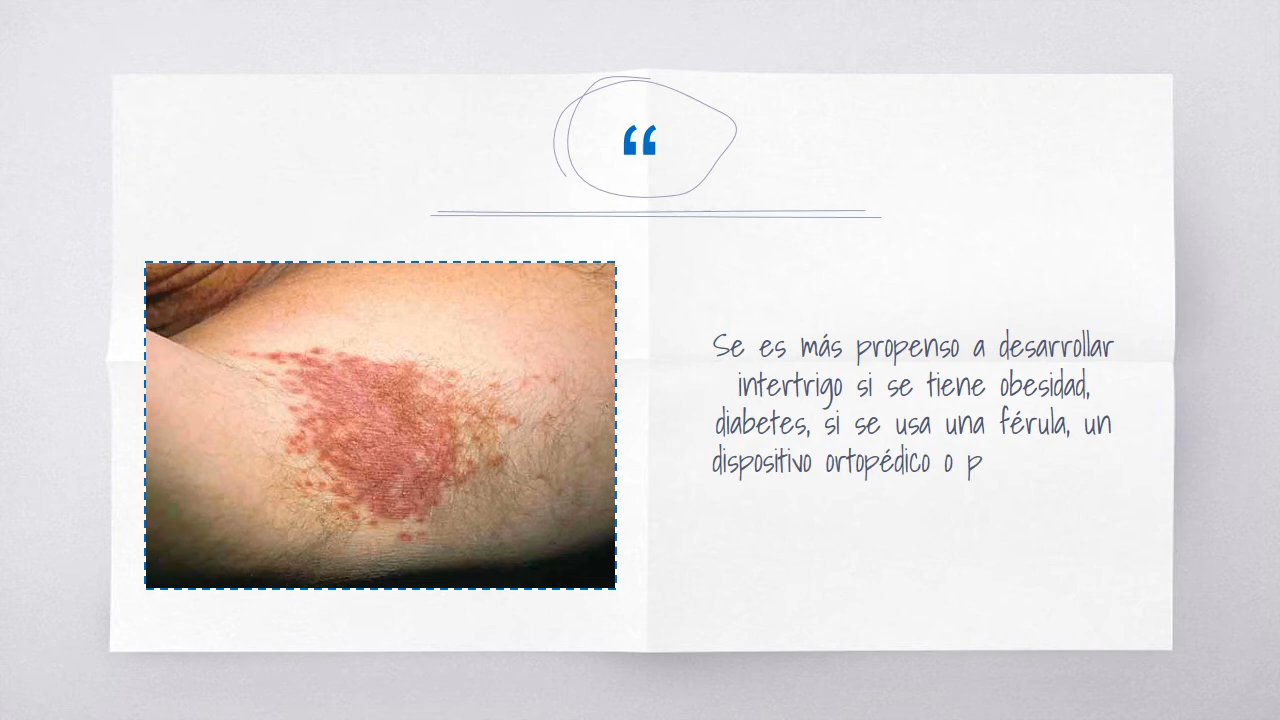 “
Se es más propenso a desarrollar
intertrigo si se tiene obesidad,
diabetes, si se usa una férula, un
dispositivo ortopédico o p